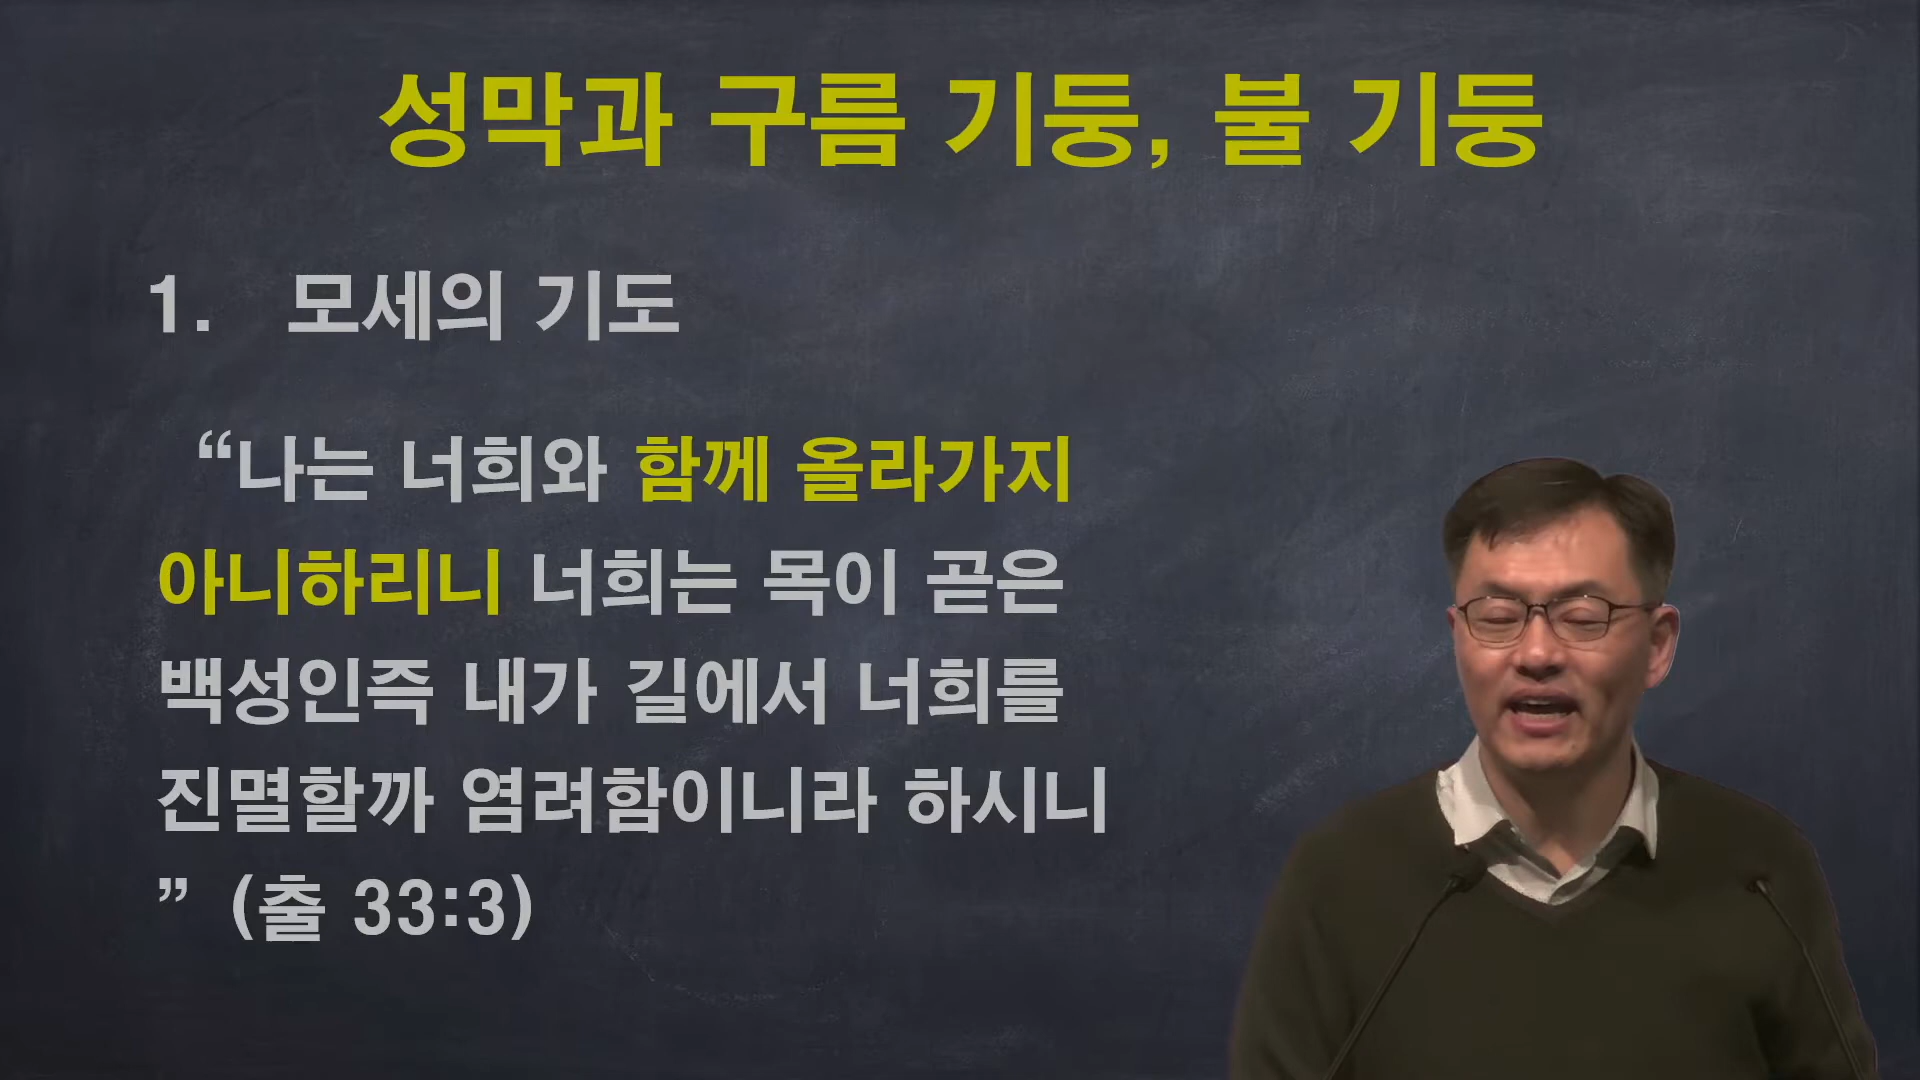 성막과 구름 기둥, 불 기둥
1. 모세의 기도
“나는 너희와 함께 올라가지
아니하리니 너희는 목이 곧은
백성인즉 내가 길에서 너희를
진멸할까 염려함이니라 하시니
” (출 33:3)